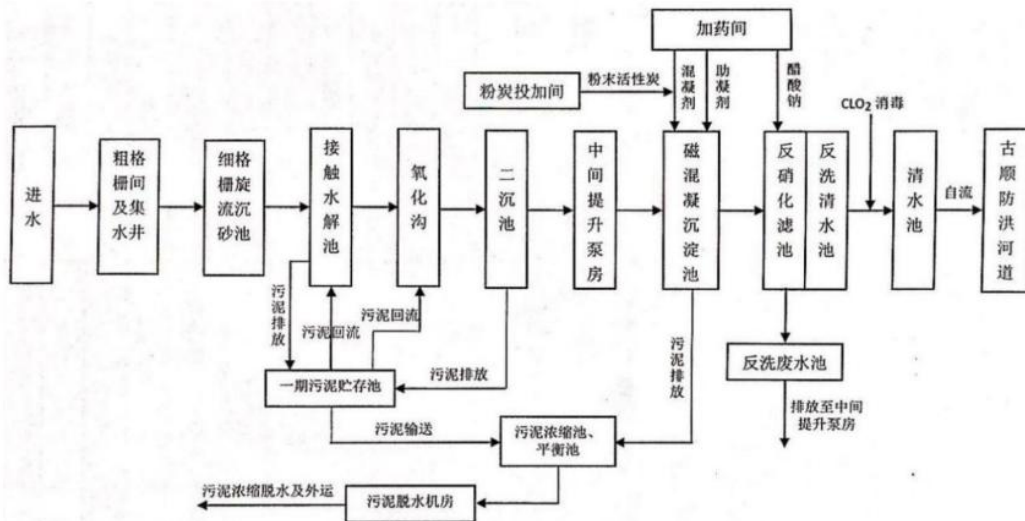 加药间
粉炭投加间
粉末活性炭
混凝剂
助凝剂
醋酸钠
CLO₂ 消毒
进水
粗格
栅间
及集
水井
细格
栅旋
流沉
砂池
接触水解池
氧化沟
二沉池
中间提升泵房
磁混凝沉淀池
反硝化滤池
反洗清水池
清水池
自流
古顺防洪河道
污泥排放
污泥回流
污泥回流
污泥排放
污泥排放
一期污泥贮存池
反洗废水池
污泥输送
污泥浓缩池、
平衡池
排放至中间
提升泵房
污泥浓缩脱水及外运
污泥脱水机房